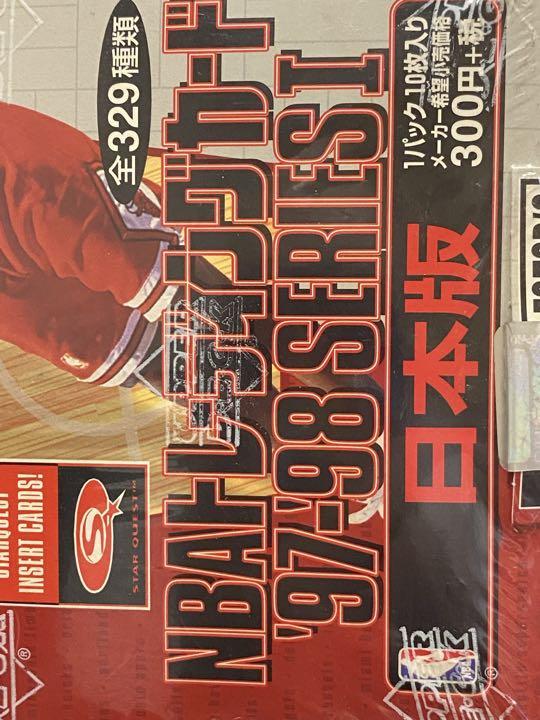 全329種類
NBAトレーディングカード
'97-'98 SERIES I
1パック 10枚入り
メーカー希望小売価格
300円+税
日本版
INSERT CARDS!
STAR QUEST™